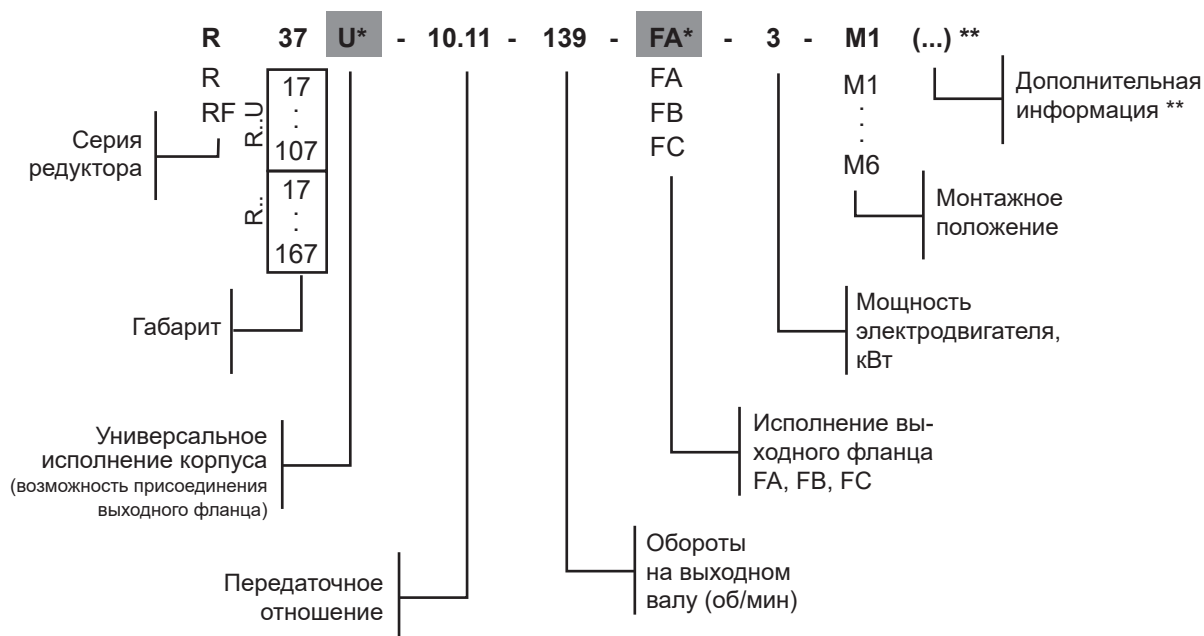 R 37 U* - 10.11 - 139 - FA* - 3 - M1 (...) **
R
RF
R..U
17
.
.
.
107
R..
17
.
.
.
167
FA
FB
FC
M1
.
.
.
M6
Дополнительная
информация **
Серия
редуктора
Монтажное
положение
Габарит
Мощность
электродвигателя,
кВт
Универсальное
исполнение корпуса
(возможность присоединения
выходного фланца)
Исполнение вы-
ходного фланца
FA, FB, FC
Передаточное
отношение
Обороты
на выходном
валу (об/мин)